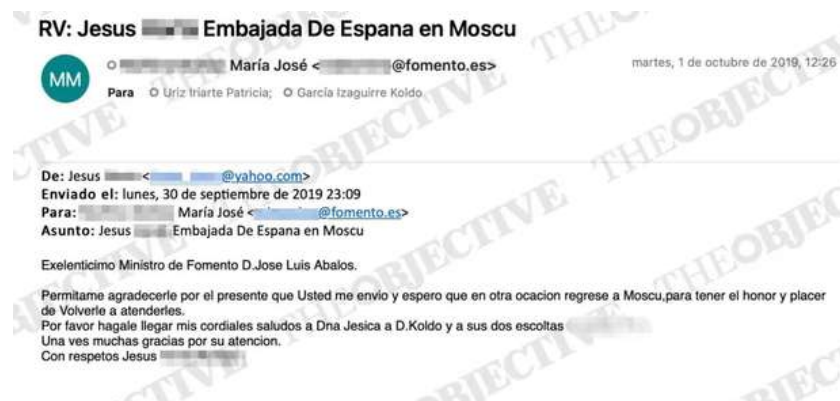 RV: Jesus Embajada De Espana en Moscu
MM
María José < @fomento.es>
martes, 1 de octubre de 2019, 12:26
Para Uriz Iriarte Patricia; García Izaguirre Koldo
De: Jesus < @yahoo.com>
Enviado el: lunes, 30 de septiembre de 2019 23:09
Para: María José < @fomento.es>
Asunto: Jesus Embajada De Espana en Moscu
Exelenticimo Ministro de Fomento D.Jose Luis Abalos.
Permitame agradecerle por el presente que Usted me envio y espero que en otra ocacion regrese a Moscu,para tener el honor y placer
de Volverle a atenderles.
Por favor hagale llegar mis cordiales saludos a Dna Jesica a D.Koldo y a sus dos escoltas
Una ves muchas gracias por su atencion.
Con respetos Jesus
THEOBJECTIVE